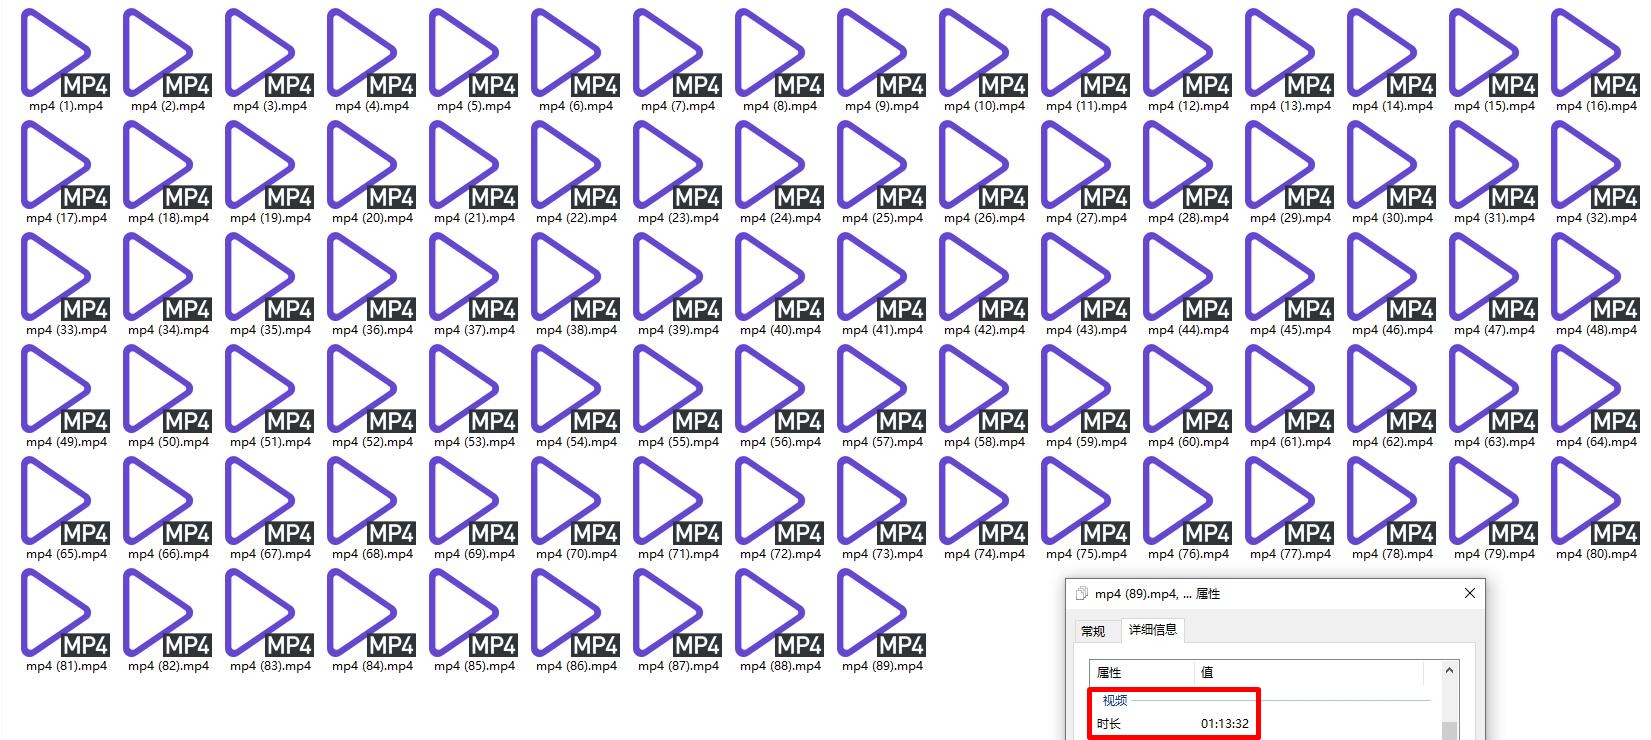 MP4 MP4 MP4 MP4 MP4 MP4 MP4 MP4 MP4 MP4 MP4 MP4 MP4 MP4 MP4 MP4
mp4 (1).mp4 mp4 (2).mp4 mp4 (3).mp4 mp4 (4).mp4 mp4 (5).mp4 mp4 (6).mp4 mp4 (7).mp4 mp4 (8).mp4 mp4 (9).mp4 mp4 (10).mp4 mp4 (11).mp4 mp4 (12).mp4 mp4 (13).mp4 mp4 (14).mp4 mp4 (15).mp4 mp4 (16).mp4
MP4 MP4 MP4 MP4 MP4 MP4 MP4 MP4 MP4 MP4 MP4 MP4 MP4 MP4 MP4 MP4
mp4 (17).mp4 mp4 (18).mp4 mp4 (19).mp4 mp4 (20).mp4 mp4 (21).mp4 mp4 (22).mp4 mp4 (23).mp4 mp4 (24).mp4 mp4 (25).mp4 mp4 (26).mp4 mp4 (27).mp4 mp4 (28).mp4 mp4 (29).mp4 mp4 (30).mp4 mp4 (31).mp4 mp4 (32).mp4
MP4 MP4 MP4 MP4 MP4 MP4 MP4 MP4 MP4 MP4 MP4 MP4 MP4 MP4 MP4 MP4
mp4 (33).mp4 mp4 (34).mp4 mp4 (35).mp4 mp4 (36).mp4 mp4 (37).mp4 mp4 (38).mp4 mp4 (39).mp4 mp4 (40).mp4 mp4 (41).mp4 mp4 (42).mp4 mp4 (43).mp4 mp4 (44).mp4 mp4 (45).mp4 mp4 (46).mp4 mp4 (47).mp4 mp4 (48).mp4
MP4 MP4 MP4 MP4 MP4 MP4 MP4 MP4 MP4 MP4 MP4 MP4 MP4 MP4 MP4 MP4
mp4 (49).mp4 mp4 (50).mp4 mp4 (51).mp4 mp4 (52).mp4 mp4 (53).mp4 mp4 (54).mp4 mp4 (55).mp4 mp4 (56).mp4 mp4 (57).mp4 mp4 (58).mp4 mp4 (59).mp4 mp4 (60).mp4 mp4 (61).mp4 mp4 (62).mp4 mp4 (63).mp4 mp4 (64).mp4
MP4 MP4 MP4 MP4 MP4 MP4 MP4 MP4 MP4 MP4 MP4 MP4 MP4 MP4 MP4 MP4
mp4 (65).mp4 mp4 (66).mp4 mp4 (67).mp4 mp4 (68).mp4 mp4 (69).mp4 mp4 (70).mp4 mp4 (71).mp4 mp4 (72).mp4 mp4 (73).mp4 mp4 (74).mp4 mp4 (75).mp4 mp4 (76).mp4 mp4 (77).mp4 mp4 (78).mp4 mp4 (79).mp4 mp4 (80).mp4
MP4 MP4 MP4 MP4 MP4 MP4 MP4 MP4 MP4
mp4 (81).mp4 mp4 (82).mp4 mp4 (83).mp4 mp4 (84).mp4 mp4 (85).mp4 mp4 (86).mp4 mp4 (87).mp4 mp4 (88).mp4 mp4 (89).mp4
mp4 (89).mp4, ... 属性
常规 详细信息
属性 值
视频
时长 01:13:32